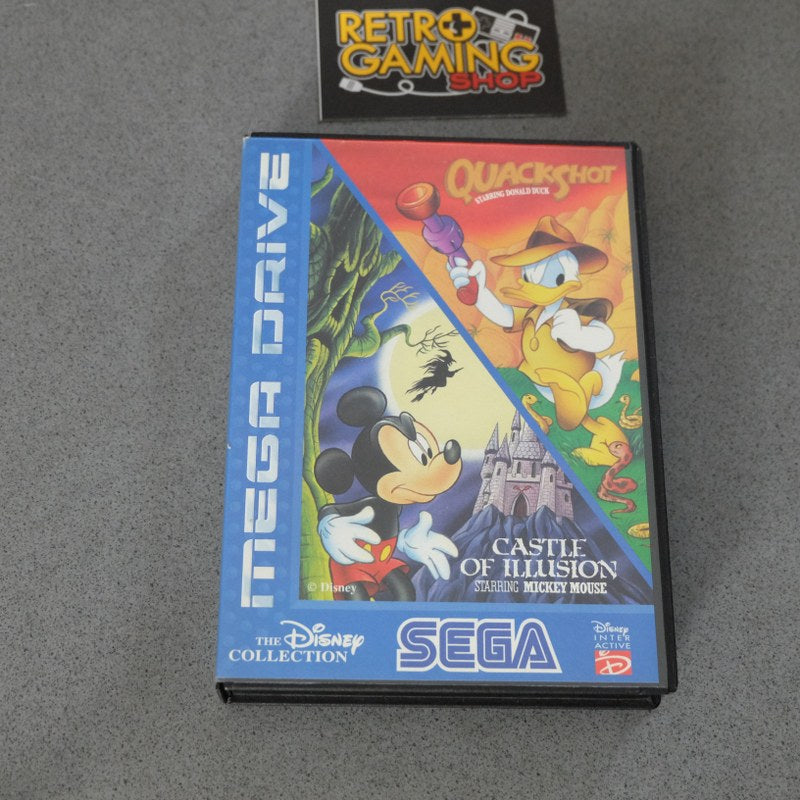 RETRO
GAMING
SHOP
MEGA DRIVE
QUACKSHOT
STARRING DONALD DUCK
CASTLE
OF ILLUSION
STARRING MICKEY MOUSE
© Disney
THE Disney
COLLECTION
SEGA
Disney
INTER
ACTIVE